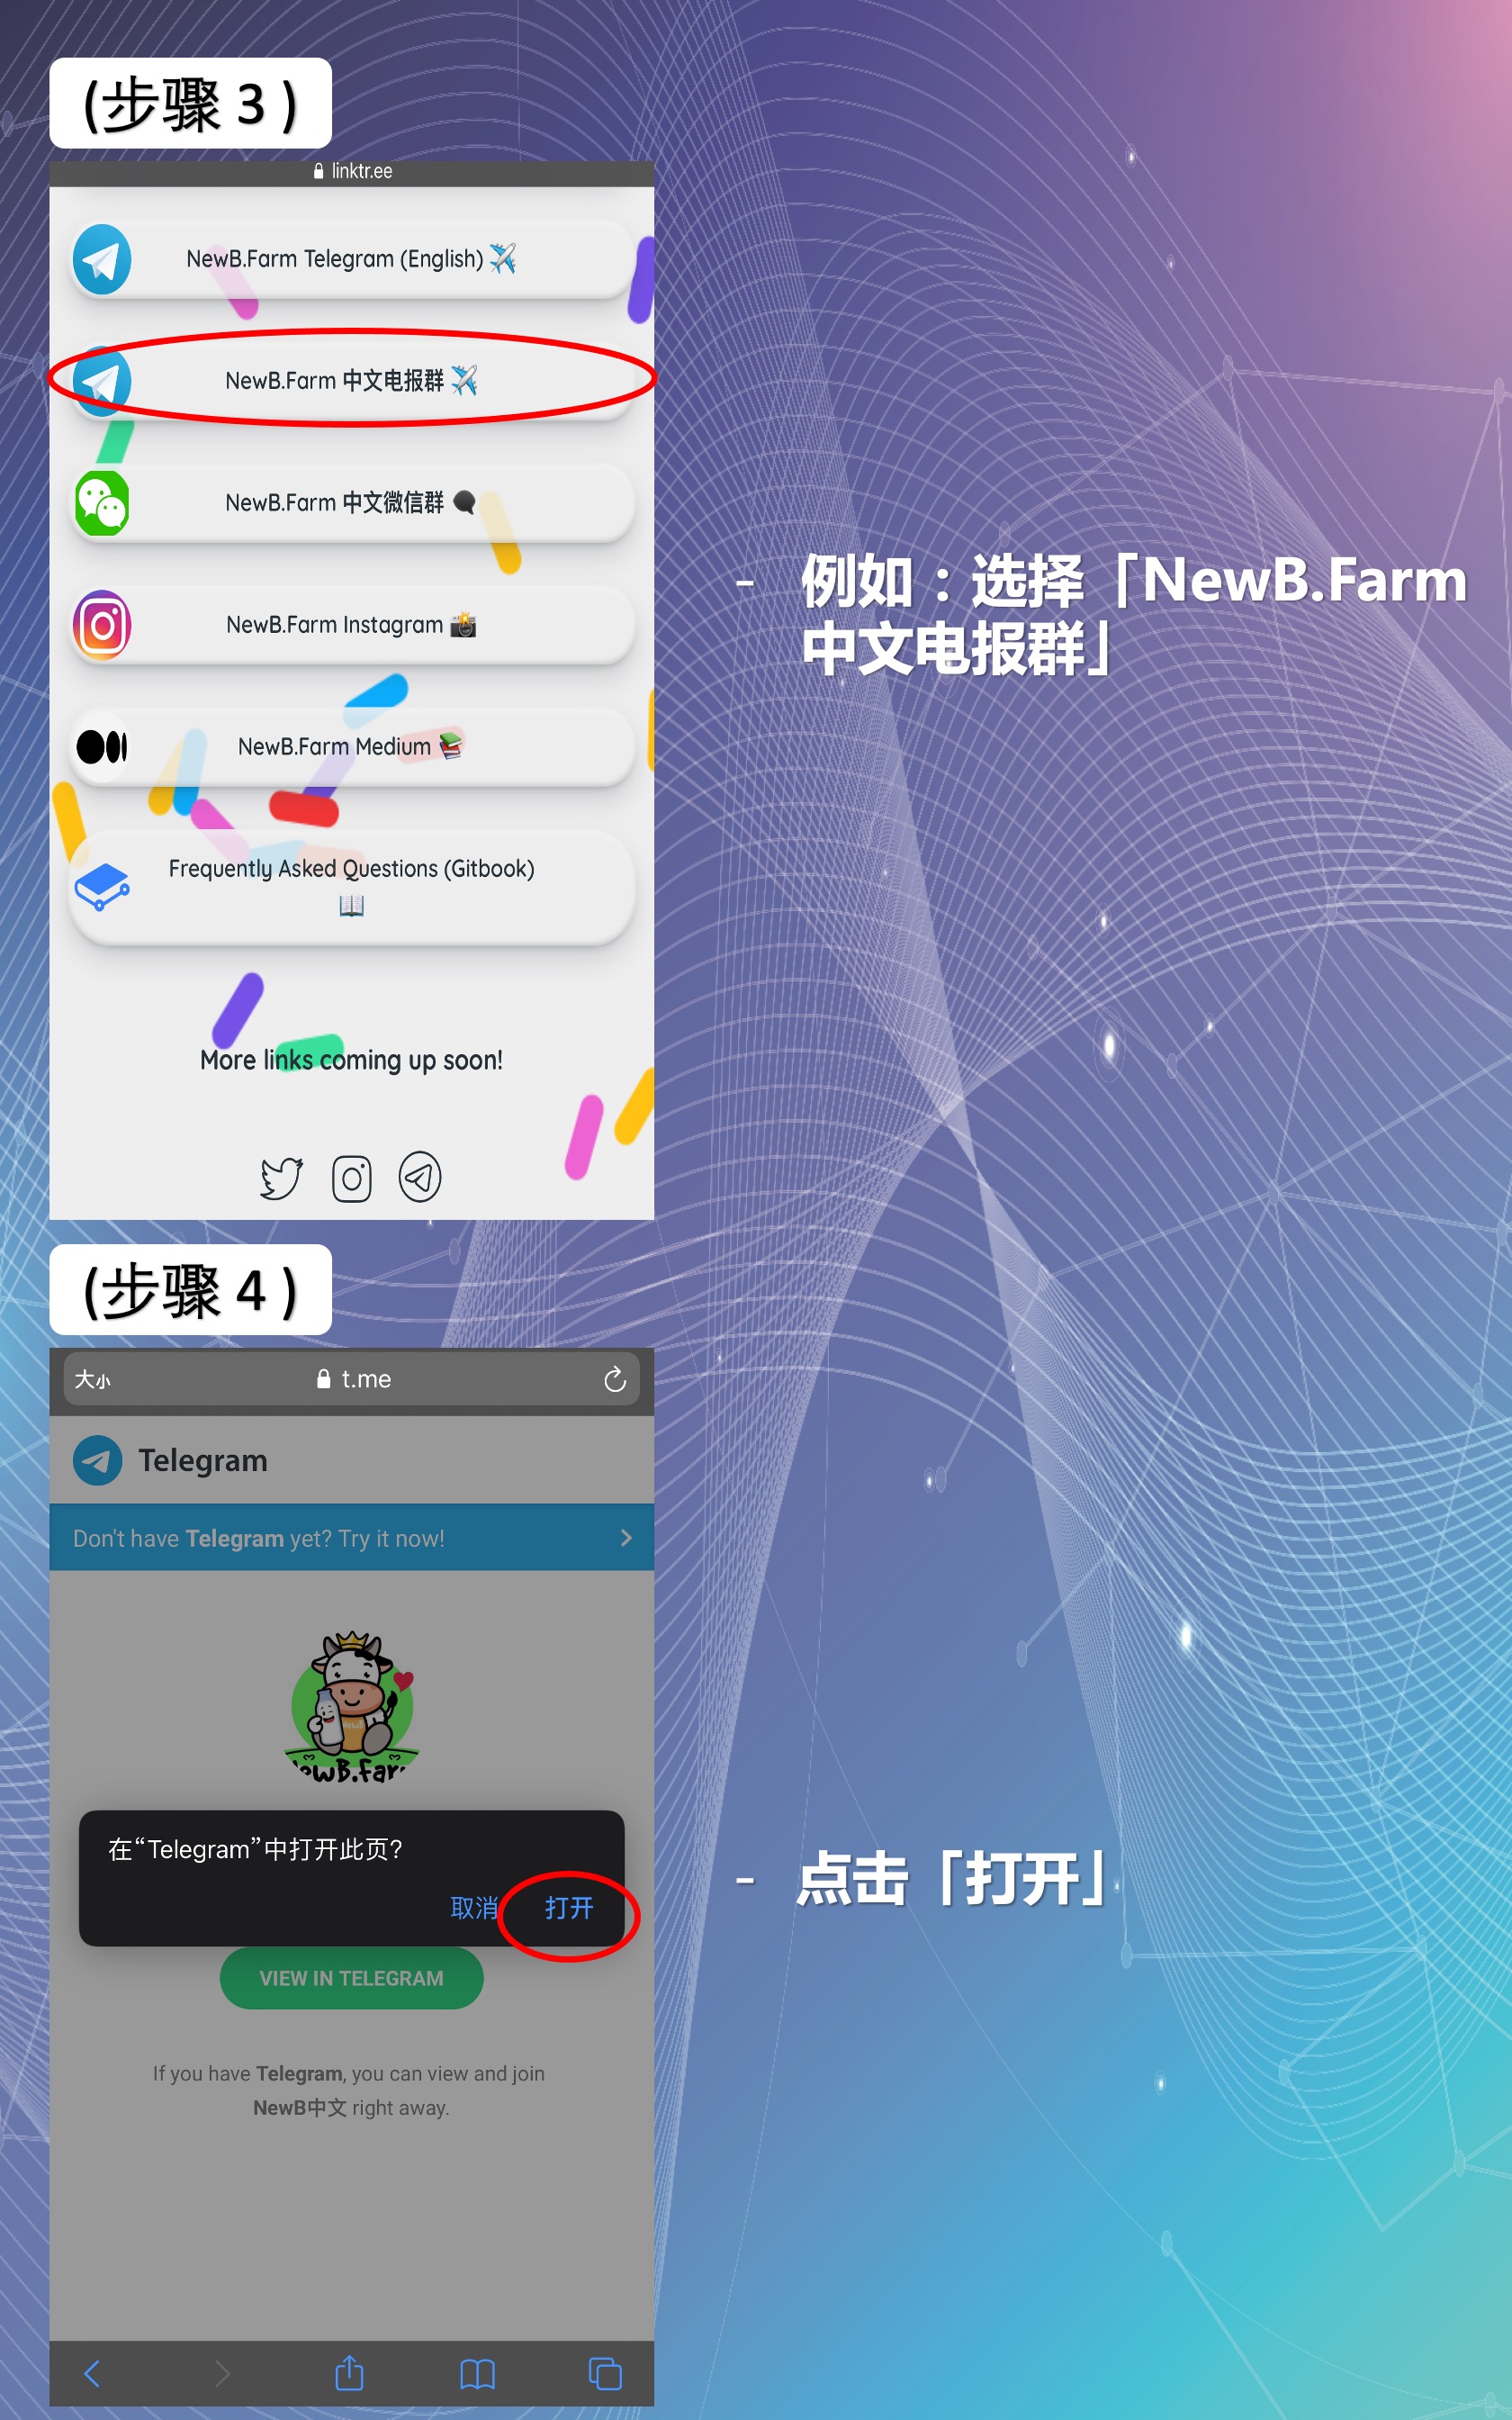 (步骤 3 )
linktr.ee
NewB.Farm Telegram (English) ✈️
NewB.Farm 中文电报群 ✈️
NewB.Farm 中文微信群 🗨
NewB.Farm Instagram 📸
NewB.Farm Medium 📚
Frequently Asked Questions (Gitbook)
📖
More links coming up soon!
- 例如：选择「NewB.Farm
中文电报群」
(步骤 4 )
大小 t.me
Telegram
Don't have Telegram yet? Try it now!
NewB.Farm
在“Telegram”中打开此页?
取消 打开
VIEW IN TELEGRAM
If you have Telegram, you can view and join
NewB中文 right away.
- 点击「打开」